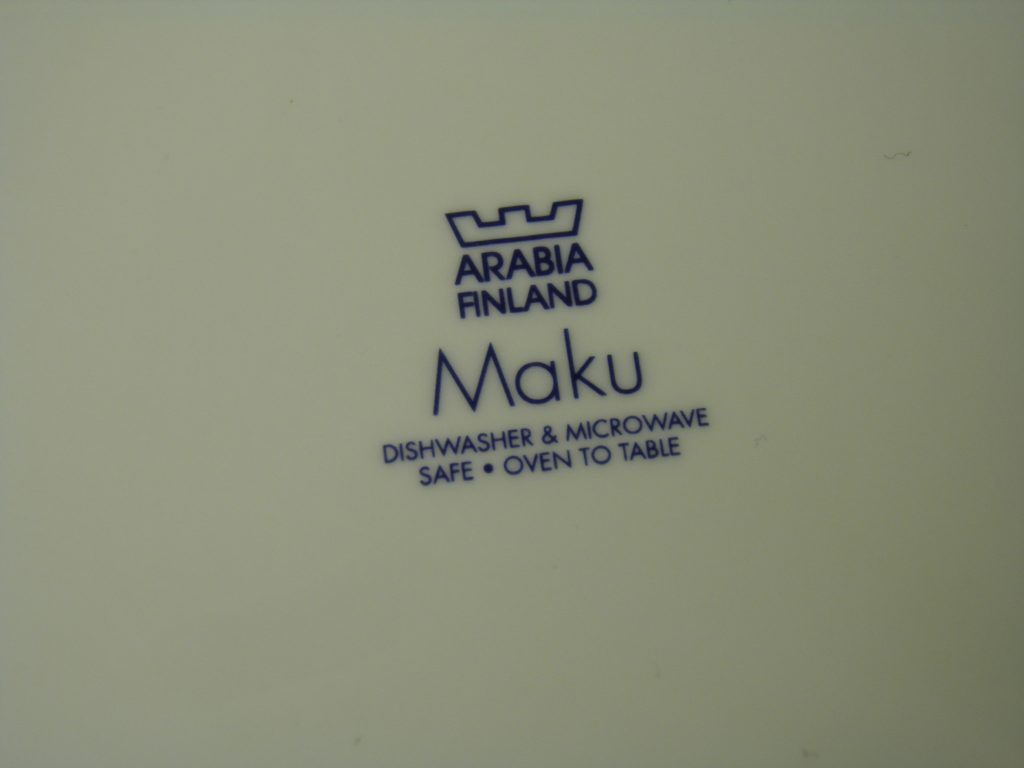 ARABIA
FINLAND
Maku
DISHWASHER & MICROWAVE
SAFE • OVEN TO TABLE